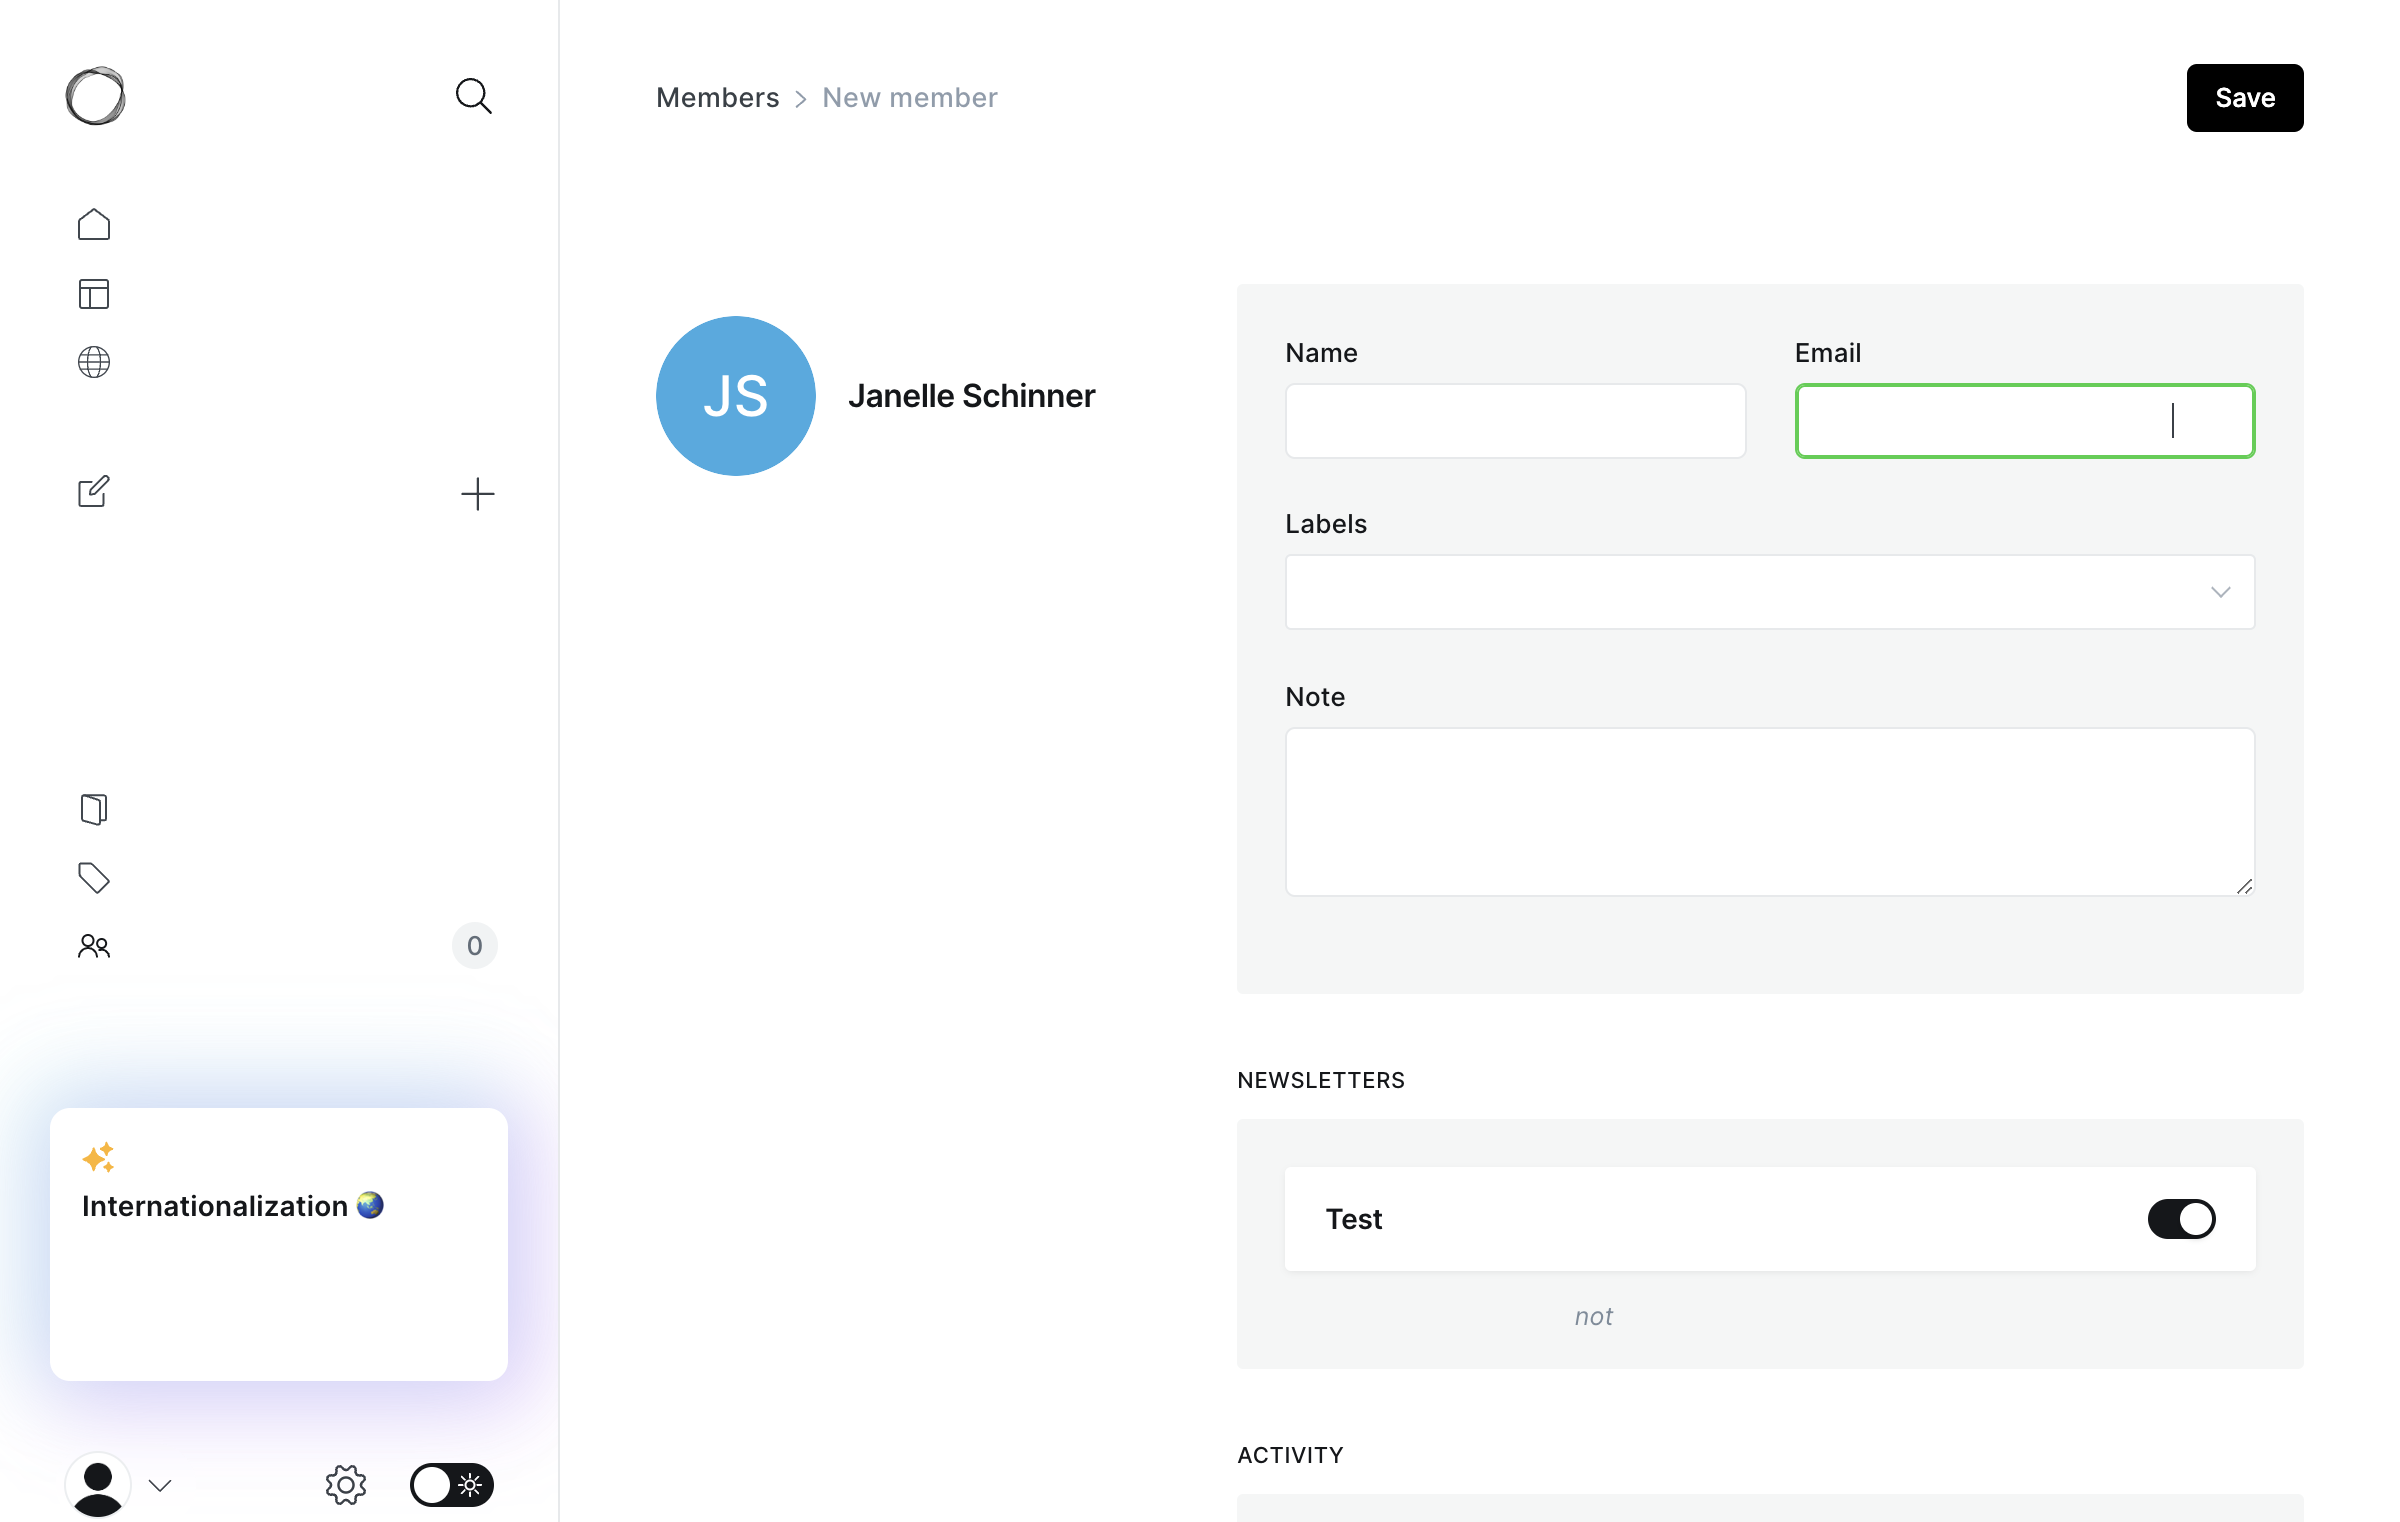 Members > New member
Save
JS
Janelle Schinner
Name
Email
Labels
Note
0
NEWSLETTERS
Test
not
Internationalization 🌏
ACTIVITY